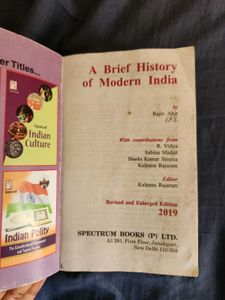 er Titles...
Indian
Culture
Indian Polity
A Brief History
of Modern India
by
Rajiv Ahir
I.P.S.
With contributions from
R. Vidya
Sabina Madan
Shashi Kumar Sharma
Kalpana Rajaram
Editor
Kalpana Rajaram
Revised and Enlarged Edition
2019
SPECTRUM BOOKS (P) LTD.
A1 291, First Floor, Janakpuri,
New Delhi 110 058